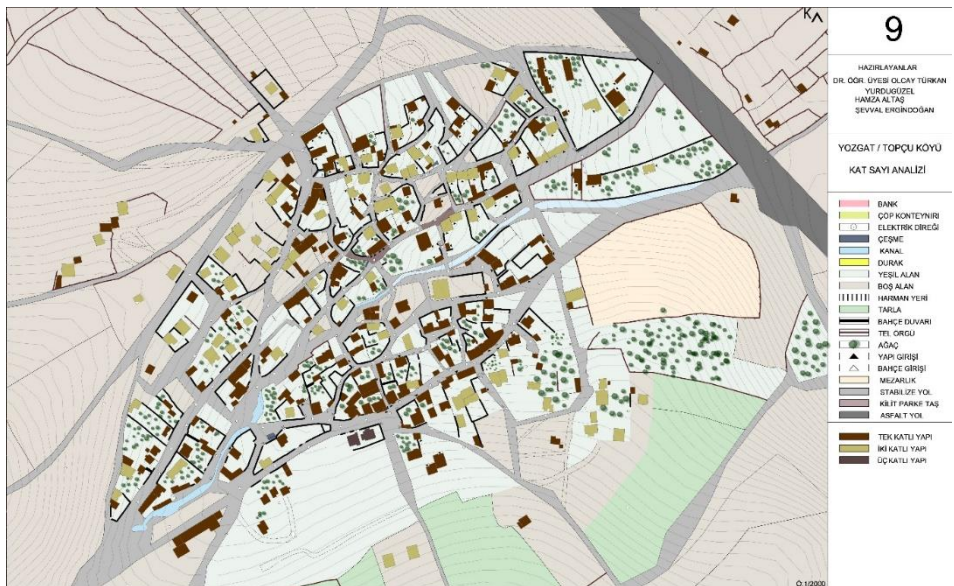 K
9
HAZIRLAYANLAR
DR. ÖĞR. ÜYESİ OLCAY TÜRKAN
YURDUGÜZEL
HAMZA ALTAŞ
ŞEVVAL ERGİNDOĞAN
YOZGAT / TOPÇU KÖYÜ
KAT SAYI ANALİZİ
BANK
ÇÖP KONTEYNIRI
ELEKTRİK DİREĞİ
ÇEŞME
KANAL
DURAK
YEŞİL ALAN
BOŞ ALAN
HARMAN YERİ
TARLA
BAHÇE DUVARI
TEL ÖRGÜ
AĞAÇ
YAPI GİRİŞİ
BAHÇE GİRİŞİ
MEZARLIK
STABİLİZE YOL
KİLİT PARKE TAŞ
ASFALT YOL
TEK KATLI YAPI
İKİ KATLI YAPI
ÜÇ KATLI YAPI
Ö:1/2000